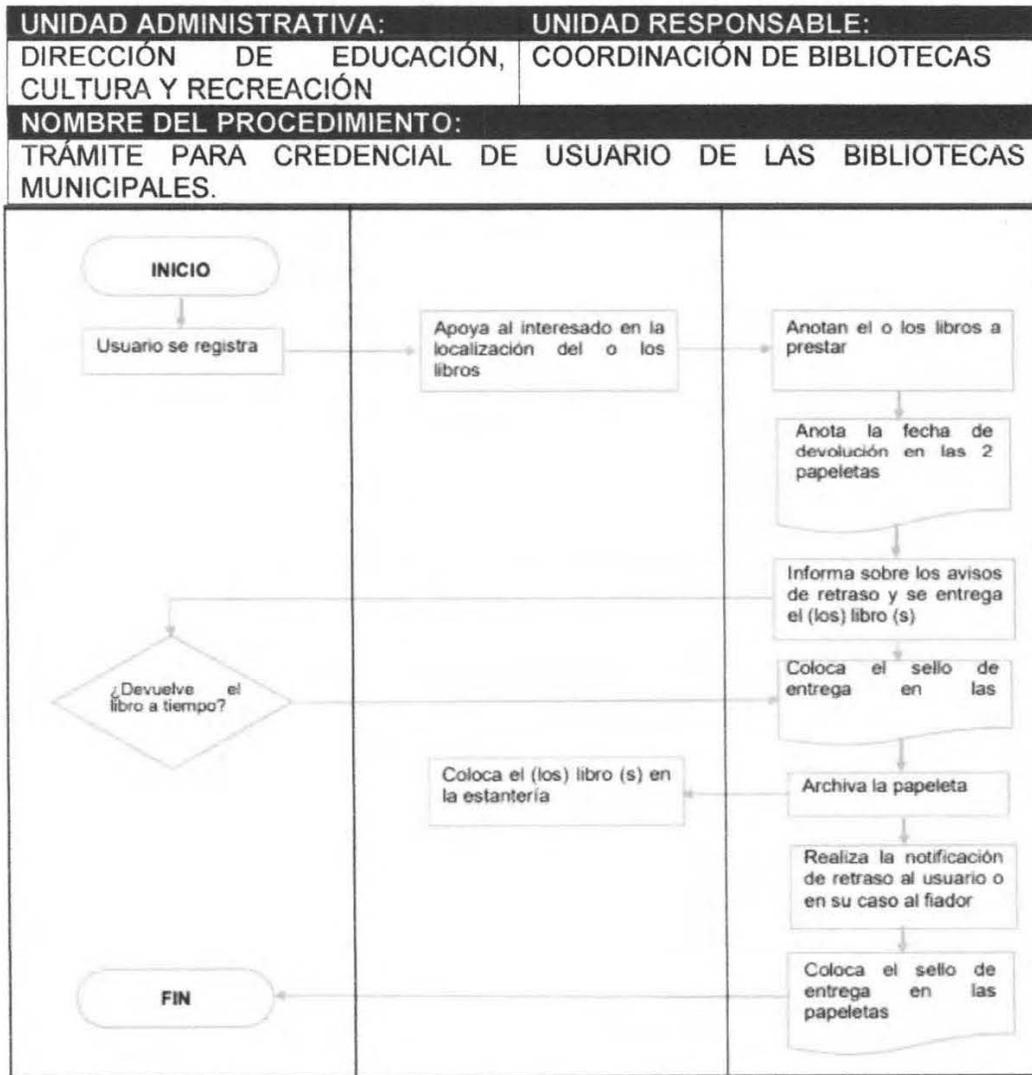 UNIDAD ADMINISTRATIVA:
UNIDAD RESPONSABLE:
DIRECCIÓN DE EDUCACIÓN,
CULTURA Y RECREACIÓN
COORDINACIÓN DE BIBLIOTECAS
NOMBRE DEL PROCEDIMIENTO:
TRÁMITE PARA CREDENCIAL DE USUARIO DE LAS BIBLIOTECAS
MUNICIPALES.
INICIO
Usuario se registra
Apoya al interesado en la
localización del o los
libros
Anotan el o los libros a
prestar
Anota la fecha de
devolución en las 2
papeletas
Informa sobre los avisos
de retraso y se entrega
el (los) libro (s)
¿Devuelve el
libro a tiempo?
Coloca el sello de
entrega en las
Archiva la papeleta
Coloca el (los) libro (s) en
la estantería
Realiza la notificación
de retraso al usuario o
en su caso al fiador
Coloca el sello de
entrega en las
papeletas
FIN